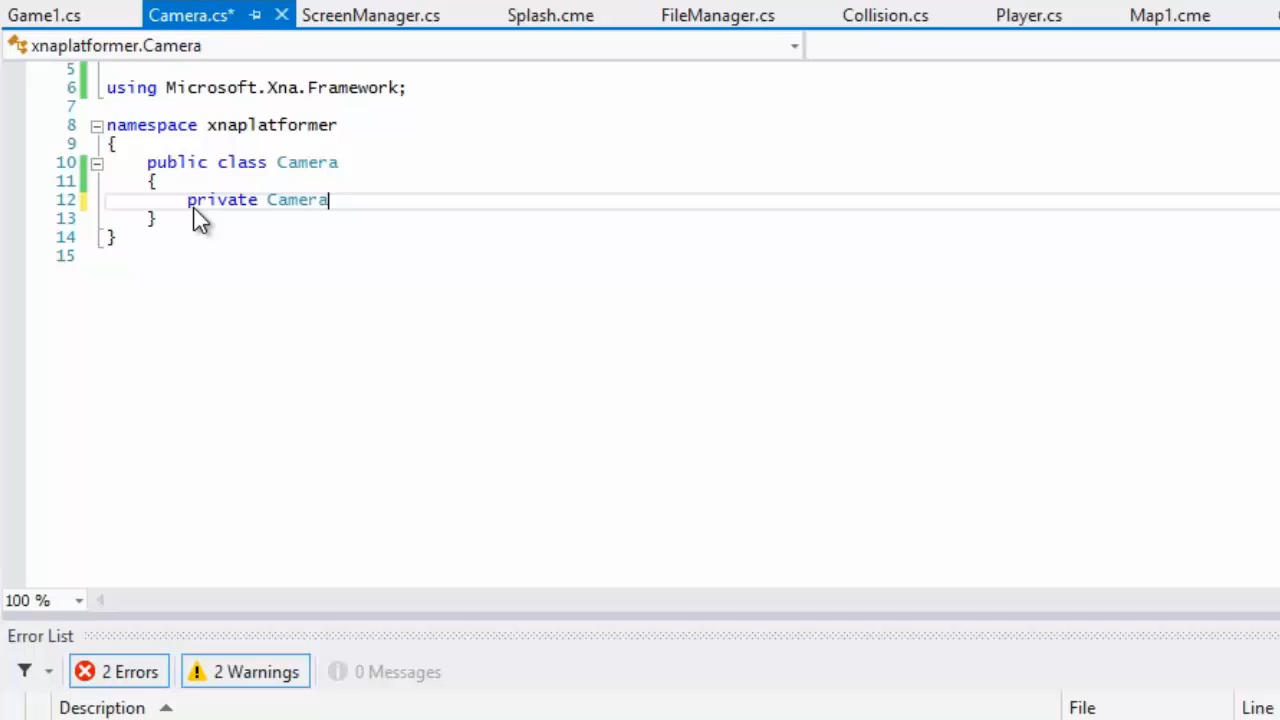 Game1.cs Camera.cs* ScreenManager.cs Splash.cme FileManager.cs Collision.cs Player.cs Map1.cme
xnaplatformer.Camera
5
6 using Microsoft.Xna.Framework;
7
8 namespace xnaplatformer
9 {
10 public class Camera
11 {
12 private Camera
13 }
14 }
15
100 %
Error List
2 Errors 2 Warnings 0 Messages
Description File Line